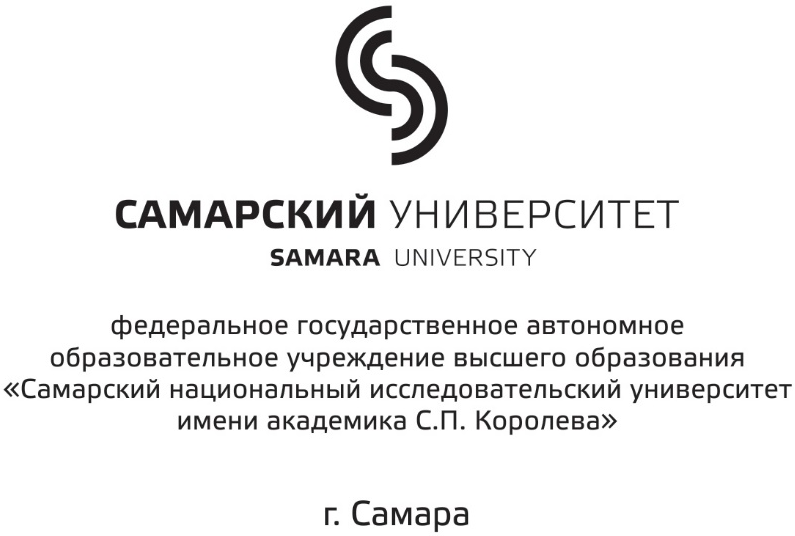 САМАРСКИЙ УНИВЕРСИТЕТ
SAMARA UNIVERSITY
федеральное государственное автономное
образовательное учреждение высшего образования
«Самарский национальный исследовательский университет
имени академика С.П. Королева»
г. Самара